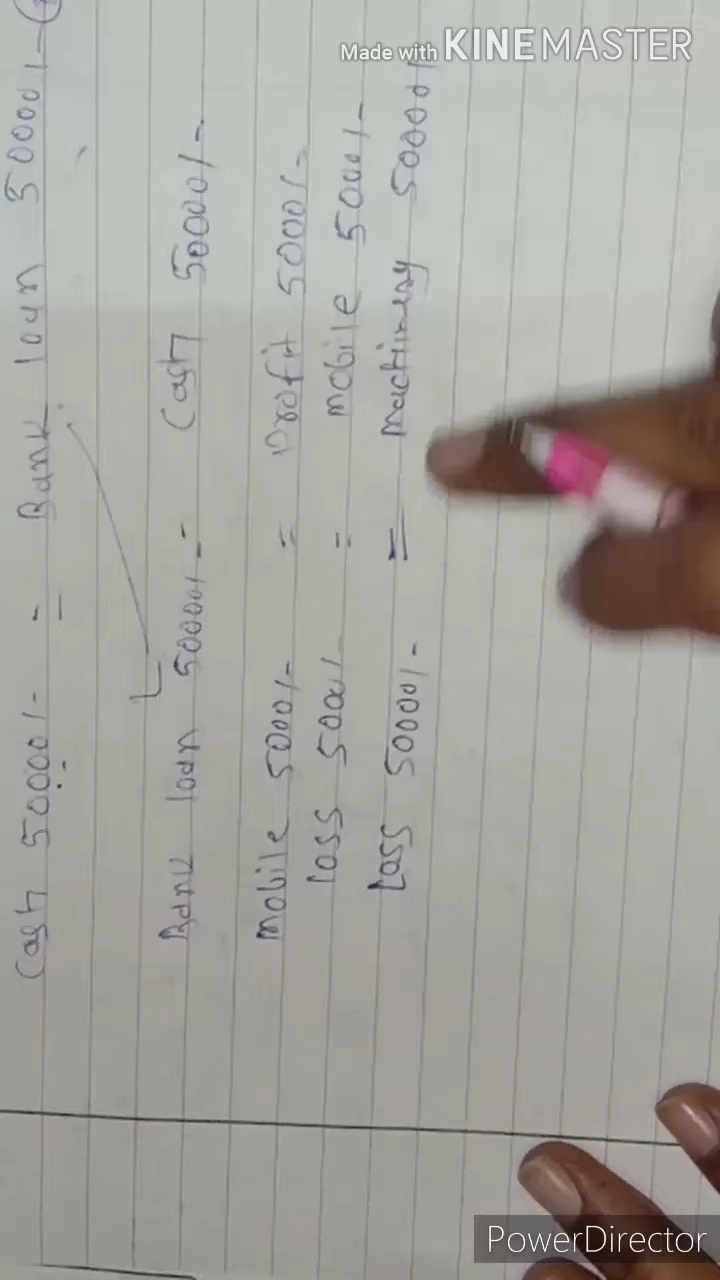 Made with KINEMASTER
Cash 50000/- = Bank loan 50000/-
Bank loan 50000/- = Cash 50000/-
Mobile 5000/- = Profit 5000/-
Loss 5000/- = mobile 5000/-
Loss 50000/- = machinery 50000/
PowerDirector